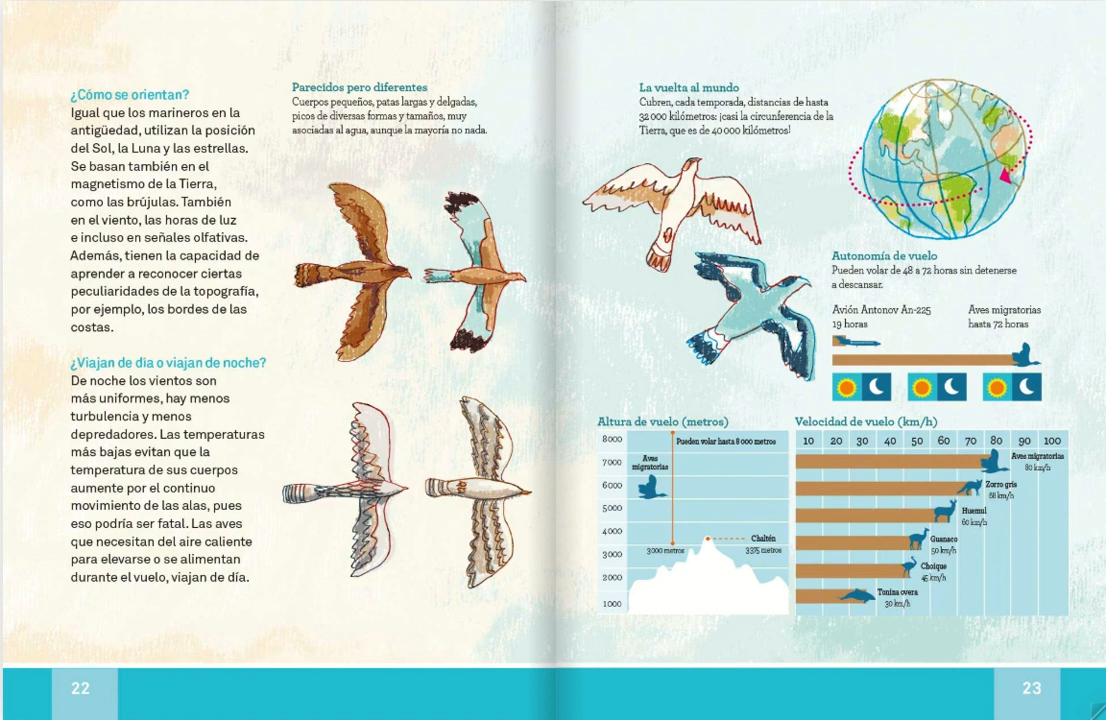 ¿Cómo se orientan?
Igual que los marineros en la
antigüedad, utilizan la posición
del Sol, la Luna y las estrellas.
Se basan también en el
magnetismo de la Tierra,
como las brújulas. También
en el viento, las horas de luz
e incluso en señales olfativas.
Además, tienen la capacidad de
aprender a reconocer ciertas
peculiaridades de la topografía,
por ejemplo, los bordes de las
costas.
¿Viajan de día o viajan de noche?
De noche los vientos son
más uniformes, hay menos
turbulencia y menos
depredadores. Las temperaturas
más bajas evitan que la
temperatura de sus cuerpos
aumente por el continuo
movimiento de las alas, pues
eso podría ser fatal. Las aves
que necesitan del aire caliente
para elevarse o se alimentan
durante el vuelo, viajan de día.
Parecidos pero diferentes
Cuerpos pequeños, patas largas y delgadas,
picos de diversas formas y tamaños, muy
asociadas al agua, aunque la mayoría no nada.
22
La vuelta al mundo
Cubren, cada temporada, distancias de hasta
32 000 kilómetros: ¡casi la circunferencia de la
Tierra, que es de 40 000 kilómetros!
Autonomía de vuelo
Pueden volar de 48 a 72 horas sin detenerse
a descansar.
Avión Antonov An-225
19 horas
Aves migratorias
hasta 72 horas
Altura de vuelo (metros)
8000
7000
6000
5000
4000
3000
2000
1000
Pueden volar hasta 8 000 metros
Aves
migratorias
3000 metros
Chaltén
3375 metros
Velocidad de vuelo (km/h)
10 20 30 40 50 60 70 80 90 100
Aves migratorias
80 km/h
Zorro gris
68 km/h
Huemul
60 km/h
Guanaco
50 km/h
Choique
45 km/h
Tonina overa
30 km/h
23